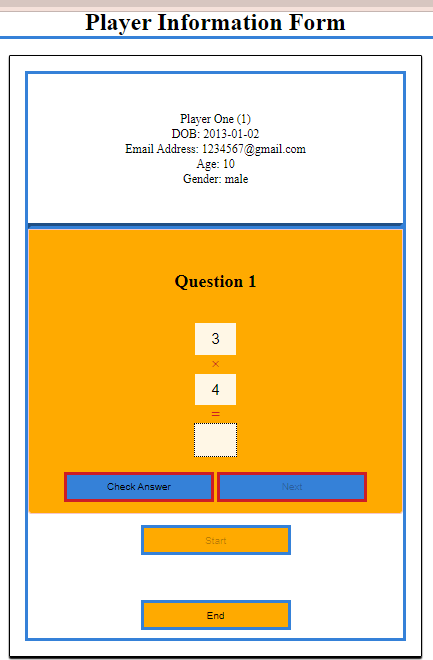 Player Information Form
Player One (1)
DOB: 2013-01-02
Email Address: 1234567@gmail.com
Age: 10
Gender: male
Question 1
3
×
4
=
Check Answer Next
Start
End